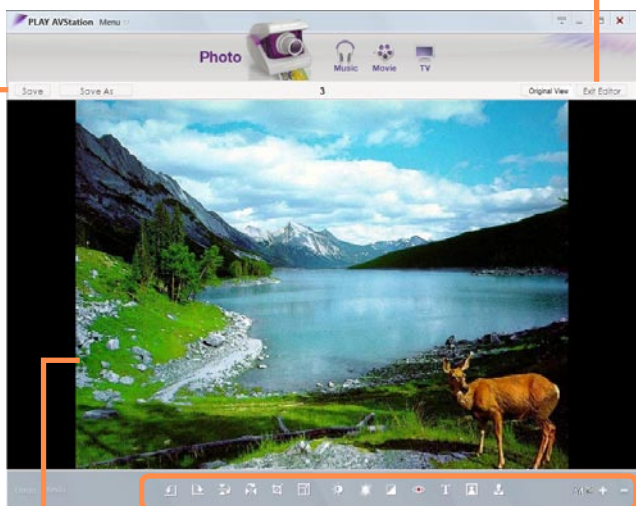 PLAY AVStation Menu
Photo
Music Movie TV
Save Save As 3 Original View Exit Editor
T